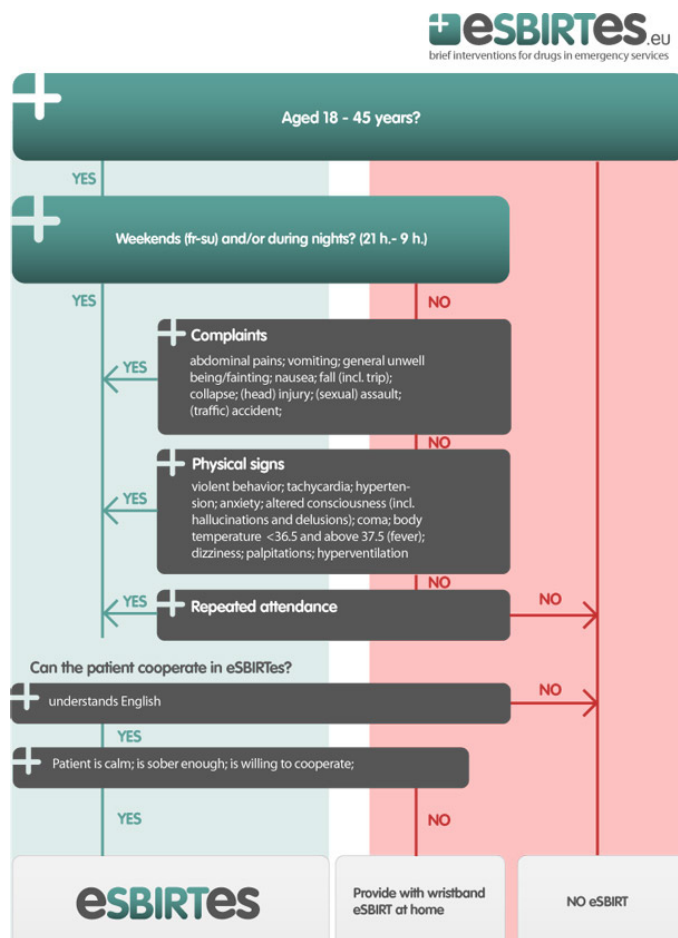 eSBIRTes.eu
brief interventions for drugs in emergency services
Aged 18 - 45 years?
YES
Weekends (fr-su) and/or during nights? (21 h.- 9 h.)
YES
NO
Complaints
YES
abdominal pains; vomiting; general unwell
being/fainting; nausea; fall (incl. trip);
collapse; (head) injury; (sexual) assault;
(traffic) accident;
NO
Physical signs
YES
violent behavior; tachycardia; hyperten-
sion; anxiety; altered consciousness (incl.
hallucinations and delusions); coma; body
temperature <36.5 and above 37.5 (fever);
dizziness; palpitations; hyperventilation
NO
YES
Repeated attendance
NO
Can the patient cooperate in eSBIRTes?
understands English
NO
YES
Patient is calm; is sober enough; is willing to cooperate;
YES
NO
eSBIRTes
Provide with wristband
eSBIRT at home
NO eSBIRT